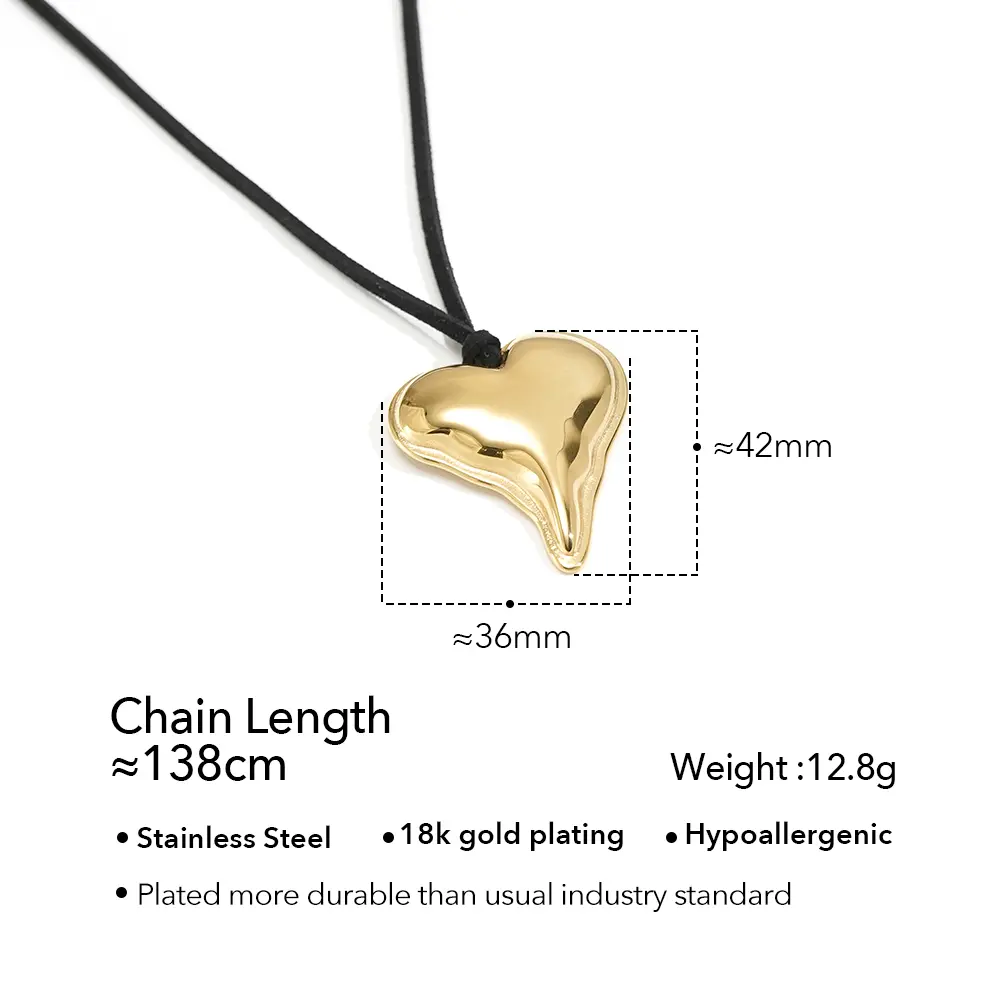 ≈42mm
≈36mm
Chain Length
≈138cm
Weight :12.8g
• Stainless Steel
•18k gold plating
• Hypoallergenic
• Plated more durable than usual industry standard